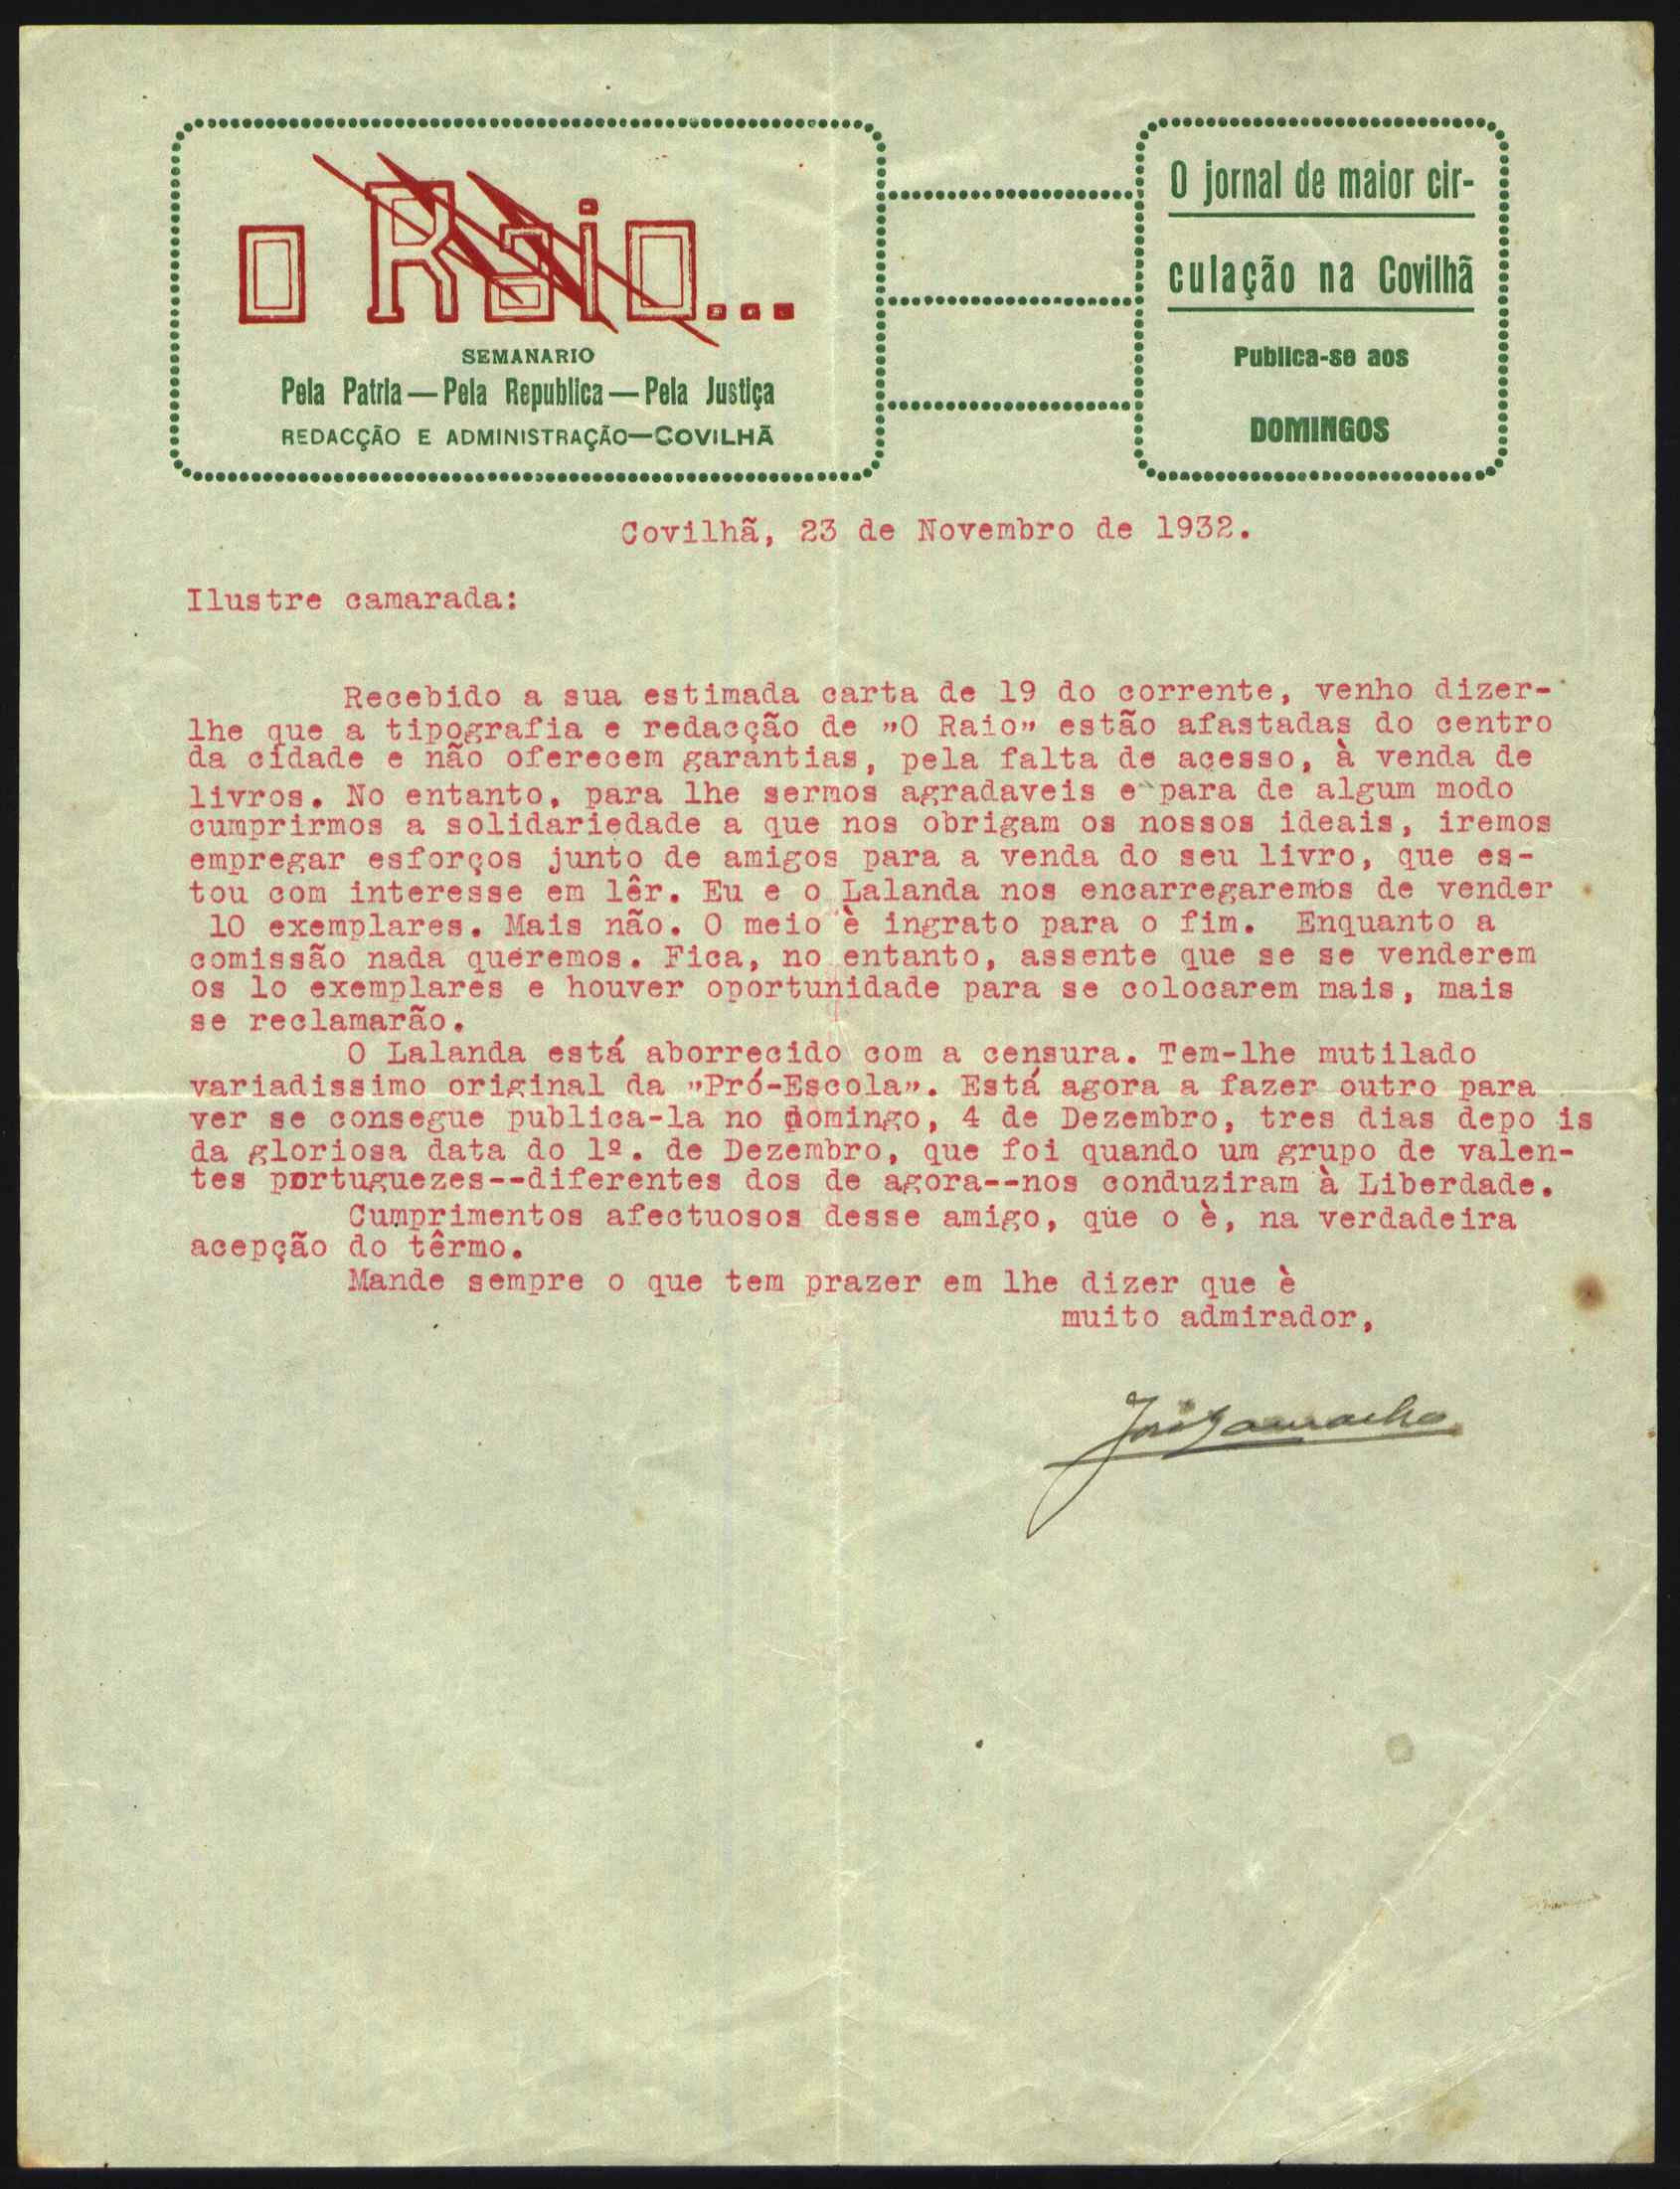 O Raio...
SEMANARIO
Pela Patria—Pela Republica—Pela Justiça
REDACÇÃO E ADMINISTRAÇÃO—COVILHÃ
O jornal de maior cir-
culação na Covilhã
Publica-se aos
DOMINGOS
Covilhã, 23 de Novembro de 1932.
Ilustre camarada:
Recebido a sua estimada carta de 19 do corrente, venho dizer-
lhe que a tipografia e redacção de "O Raio" estão afastadas do centro
da cidade e não oferecem garantias, pela falta de acesso, à venda de
livros. No entanto, para lhe sermos agradaveis e para de algum modo
cumprirmos a solidariedade a que nos obrigam os nossos ideais, iremos
empregar esforços junto de amigos para a venda do seu livro, que es-
tou com interesse em lêr. Eu e o Lalanda nos encarregaremos de vender
10 exemplares. Mais não. O meio è ingrato para o fim. Enquanto a
comissão nada queremos. Fica, no entanto, assente que se se venderem
os lo exemplares e houver oportunidade para se colocarem mais, mais
se reclamarão.
O Lalanda está aborrecido com a censura. Tem-lhe mutilado
variadissimo original da "Pró-Escola". Está agora a fazer outro para
ver se consegue publica-la no domingo, 4 de Dezembro, tres dias depo is
da gloriosa data do 1º. de Dezembro, que foi quando um grupo de valen-
tes portuguezes--diferentes dos de agora--nos conduziram à Liberdade.
Cumprimentos afectuosos desse amigo, que o è, na verdadeira
acepção do têrmo.
Mande sempre o que tem prazer em lhe dizer que è
muito admirador,